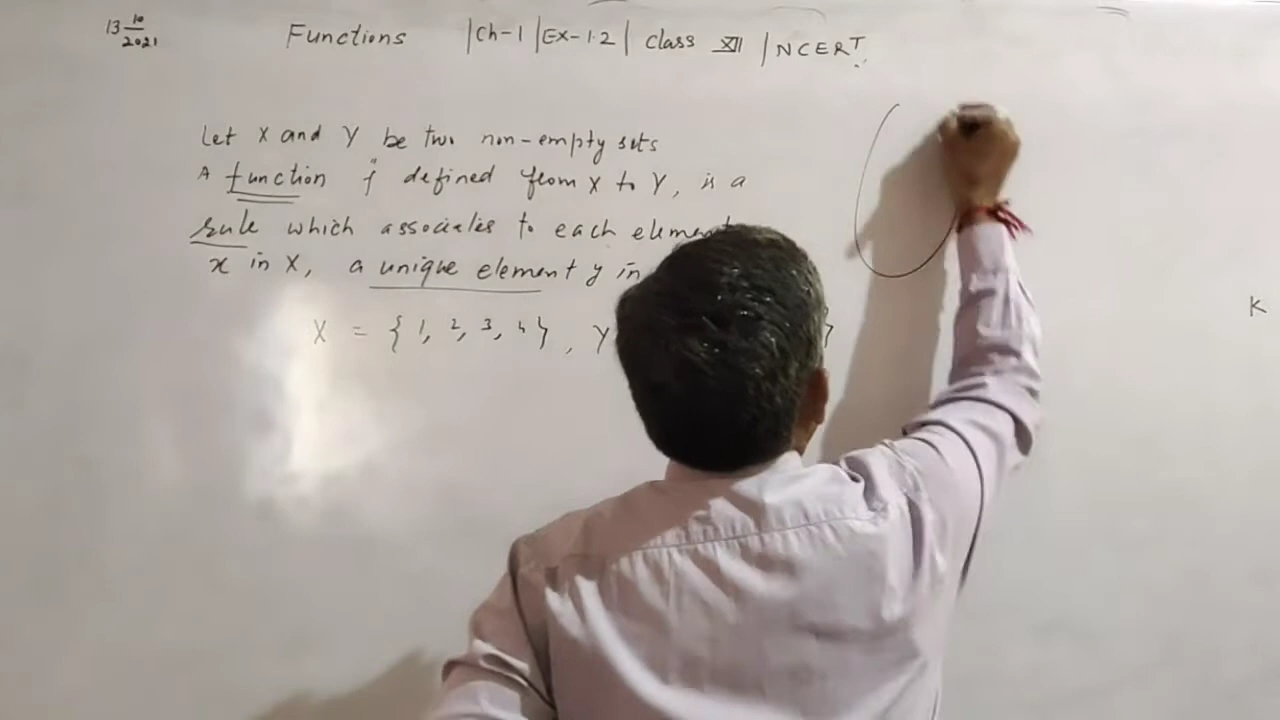 13 10/2021
Functions |Ch-1|Ex-1.2| class XII |NCERT
Let X and Y be two non-empty sets
A function f defined from X to Y, is a
rule which associates to each element
x in X, a unique element y in
X = {1, 2, 3, 4}, Y }
K